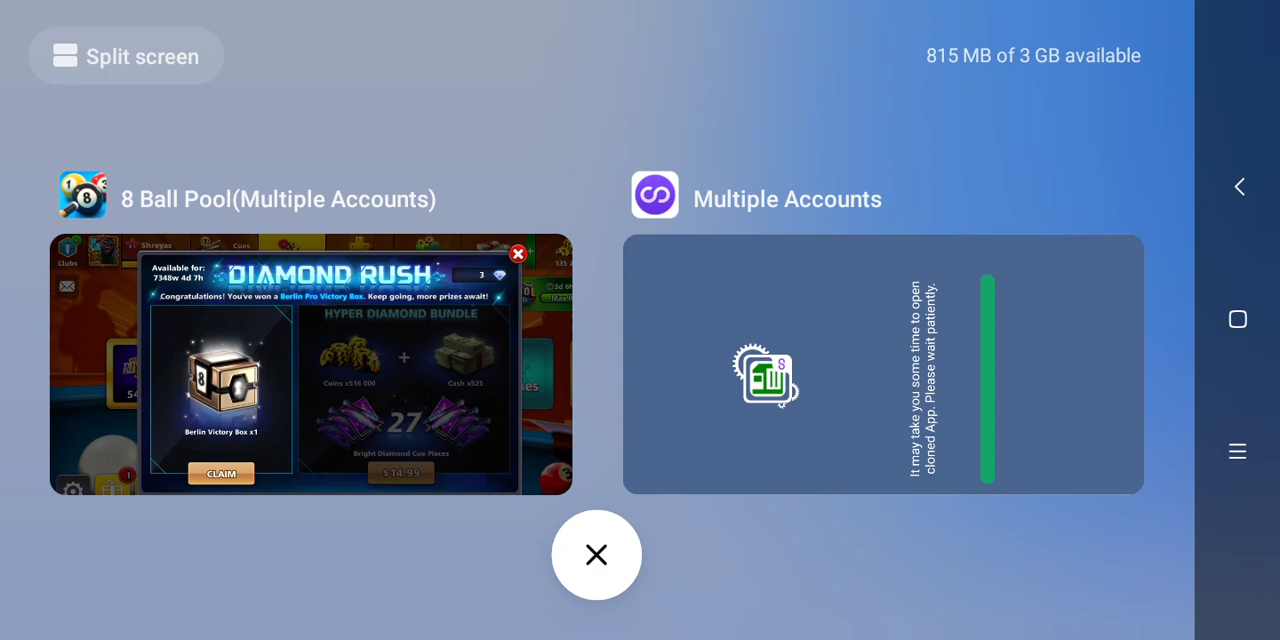 Split screen
815 MB of 3 GB available
8 Ball Pool(Multiple Accounts)
Multiple Accounts
Clubs
Shreyas
Cues
Available for:
7348w 4d 7h
DIAMOND RUSH
3
Congratulations! You've won a Berlin Pro Victory Box. Keep going, more prizes await!
HYPER DIAMOND BUNDLE
8
Coins x516 000
+
Cash x525
Berlin Victory Box x1
27
Bright Diamond Cue Pieces
CLAIM
$14.99
1
It may take you some time to open
cloned App. Please wait patiently.
S